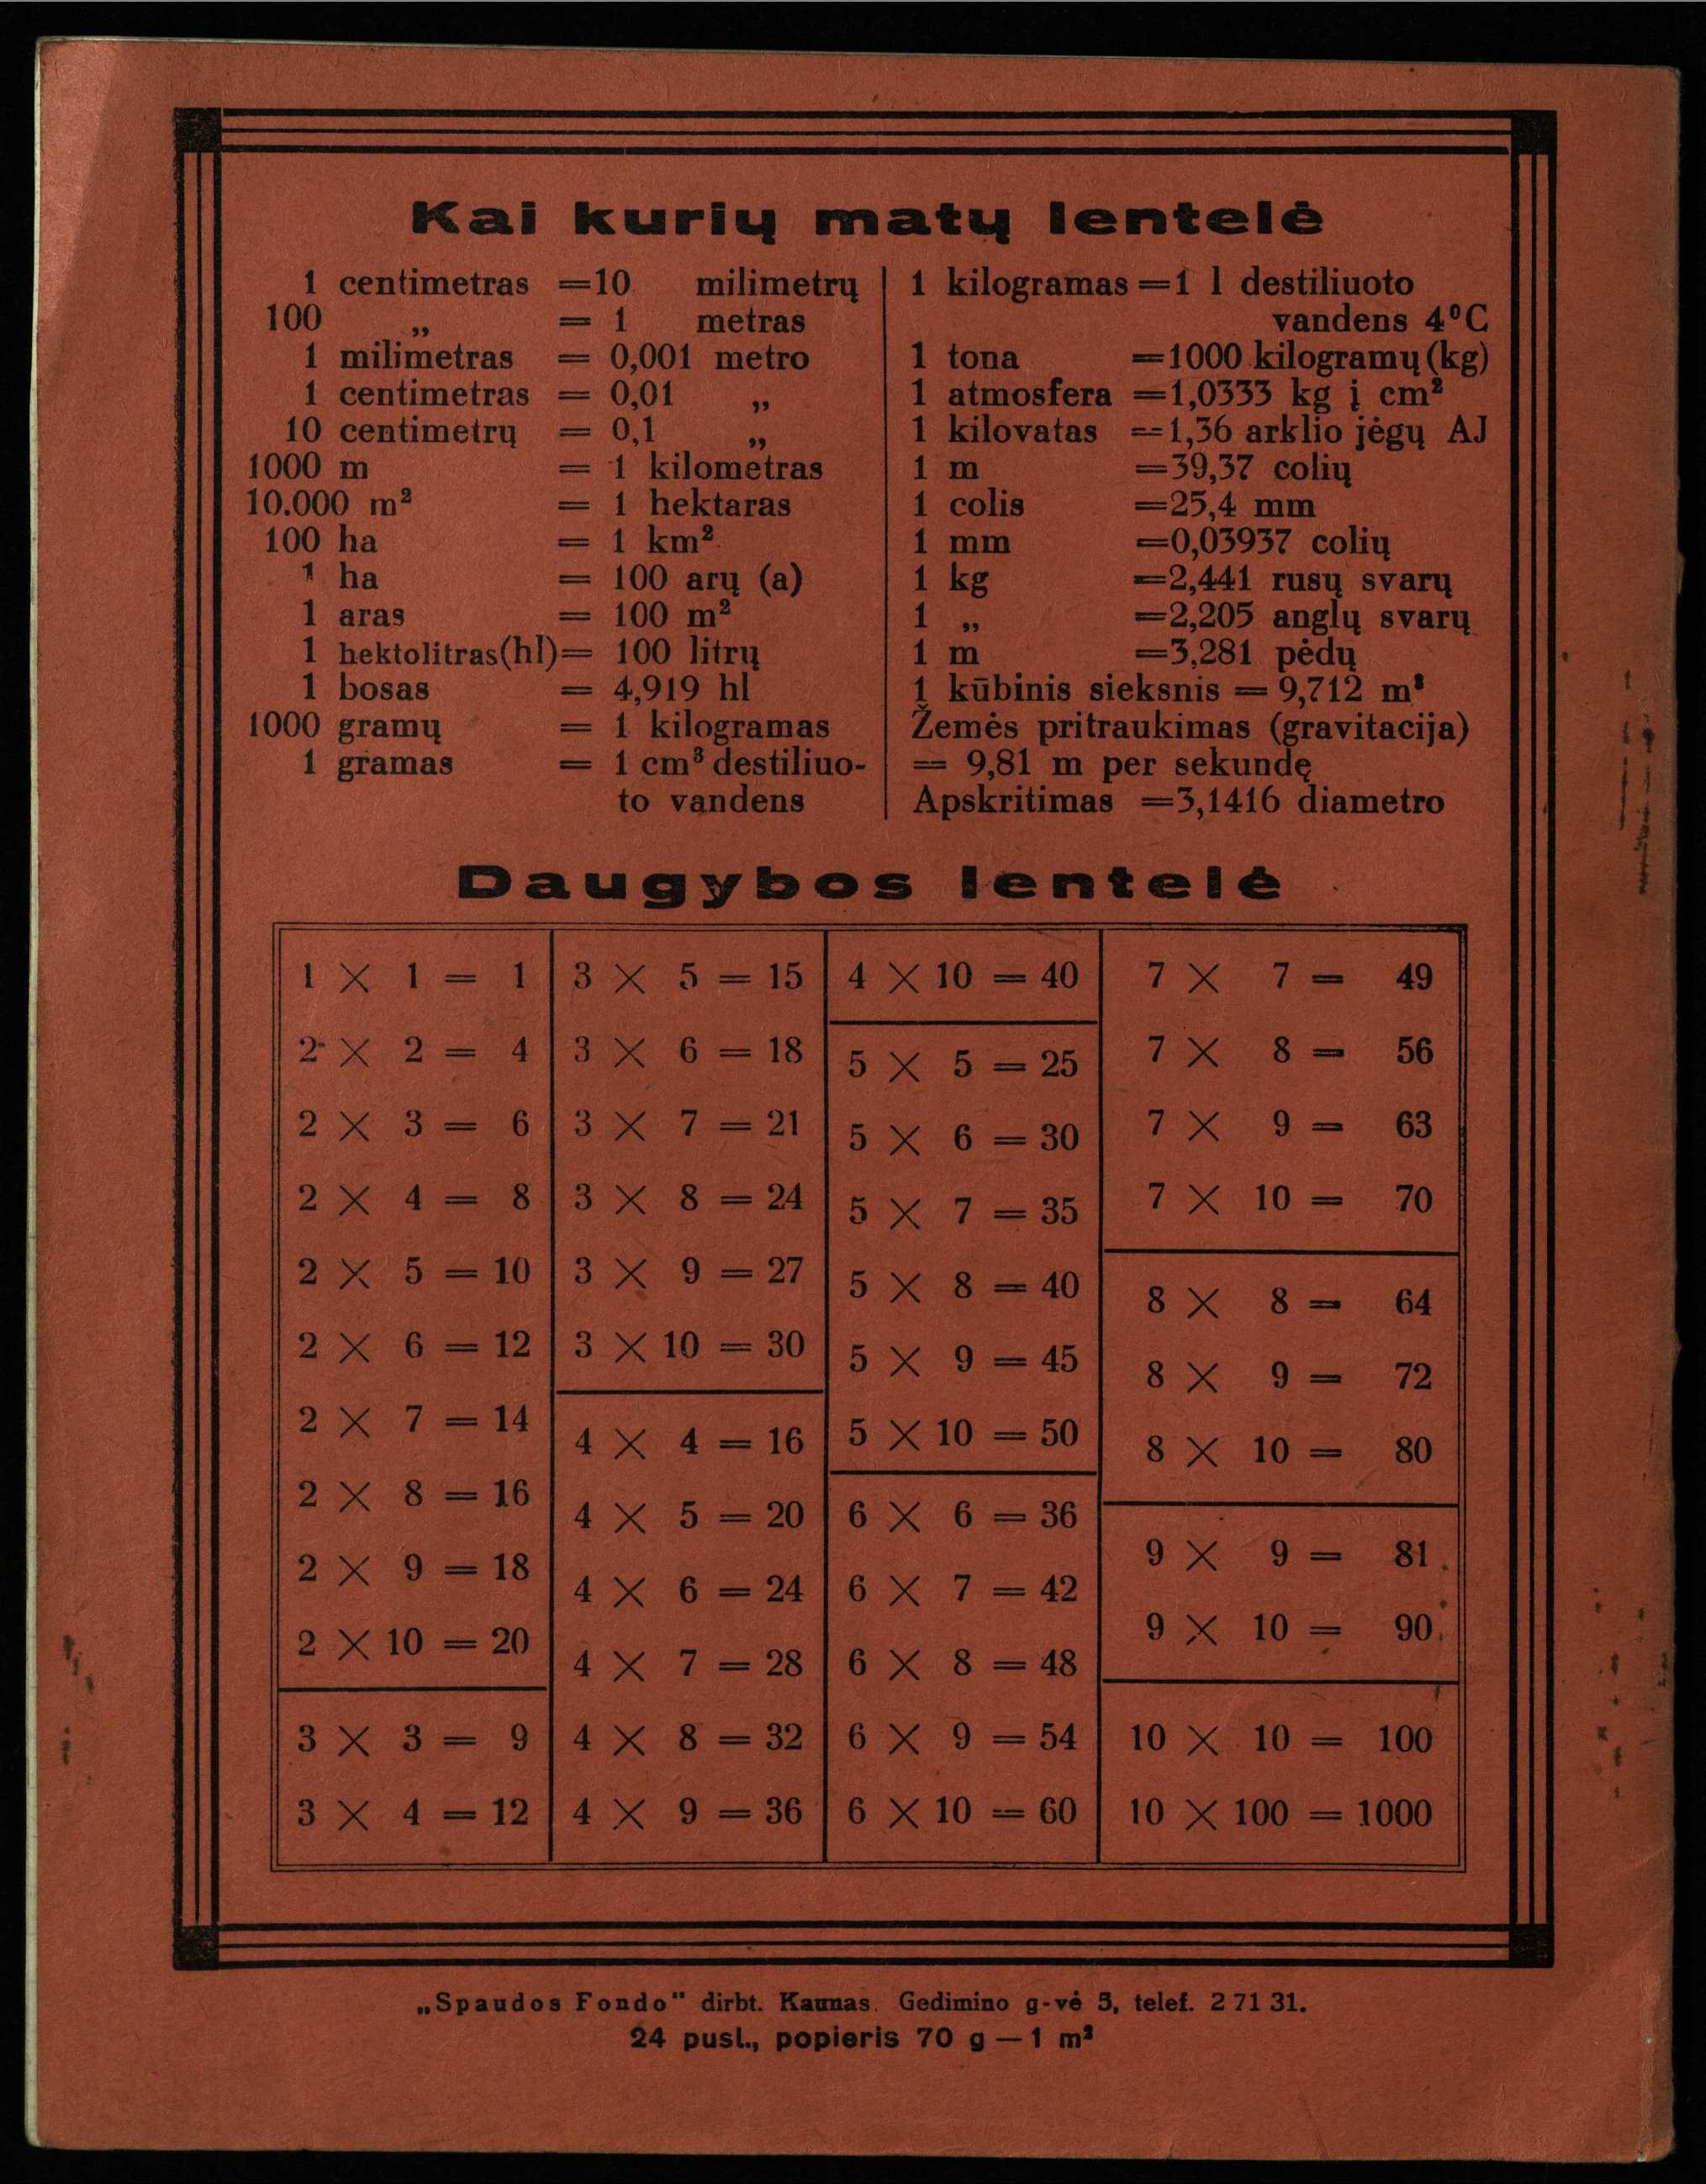 Kai kurių matų lentelė
1 centimetras = 10 milimetrų
100 „ = 1 metras
1 milimetras = 0,001 metro
1 centimetras = 0,01 „
10 centimetrų = 0,1 „
1000 m = 1 kilometras
10.000 m² = 1 hektaras
100 ha = 1 km²
1 ha = 100 arų (a)
1 aras = 100 m²
1 hektolitras(hl) = 100 litrų
1 bosas = 4,919 hl
1000 gramų = 1 kilogramas
1 gramas = 1 cm³ destiliuo-
to vandens
1 kilogramas = 1 l destiliuoto
vandens 4⁰C
1 tona = 1000 kilogramų (kg)
1 atmosfera = 1,0333 kg į cm²
1 kilovatas = 1,36 arklio jėgų AJ
1 m = 39,37 colių
1 colis = 25,4 mm
1 mm = 0,03937 colių
1 kg = 2,441 rusų svarų
1 „ = 2,205 anglų svarų
1 m = 3,281 pėdų
1 kūbinis sieksnis = 9,712 m³
Žemės pritraukimas (gravitacija)
= 9,81 m per sekundę
Apskritimas = 3,1416 diametro
Daugybos lentelė
1 × 1 = 1
2 × 2 = 4
2 × 3 = 6
2 × 4 = 8
2 × 5 = 10
2 × 6 = 12
2 × 7 = 14
2 × 8 = 16
2 × 9 = 18
2 × 10 = 20
3 × 3 = 9
3 × 4 = 12
3 × 5 = 15
3 × 6 = 18
3 × 7 = 21
3 × 8 = 24
3 × 9 = 27
3 × 10 = 30
4 × 4 = 16
4 × 5 = 20
4 × 6 = 24
4 × 7 = 28
4 × 8 = 32
4 × 9 = 36
4 × 10 = 40
5 × 5 = 25
5 × 6 = 30
5 × 7 = 35
5 × 8 = 40
5 × 9 = 45
5 × 10 = 50
6 × 6 = 36
6 × 7 = 42
6 × 8 = 48
6 × 9 = 54
6 × 10 = 60
7 × 7 = 49
7 × 8 = 56
7 × 9 = 63
7 × 10 = 70
8 × 8 = 64
8 × 9 = 72
8 × 10 = 80
9 × 9 = 81
9 × 10 = 90
10 × 10 = 100
10 × 100 = 1000
„Spaudos Fondo" dirbt. Kaunas. Gedimino g-vė 5, telef. 2 71 31.
24 pusl., popieris 70 g — 1 m²